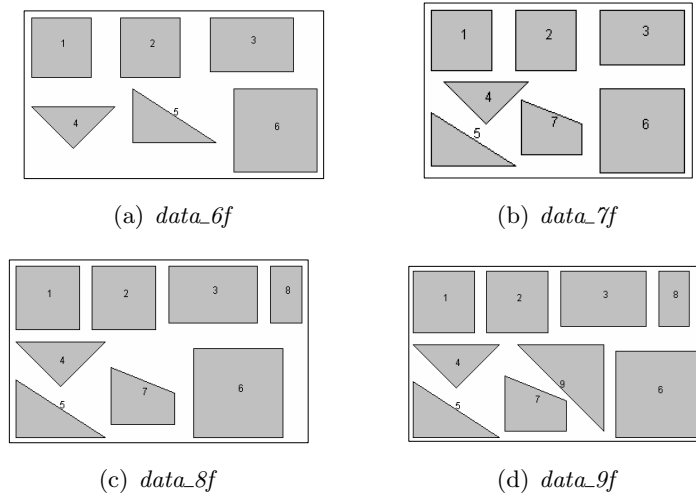 1 2 3
4 5 6
(a) data_6f
1 2 3
4 5 7 6
(b) data_7f
1 2 3 8
4 5 7 6
(c) data_8f
1 2 3 8
4 5 7 9 6
(d) data_9f